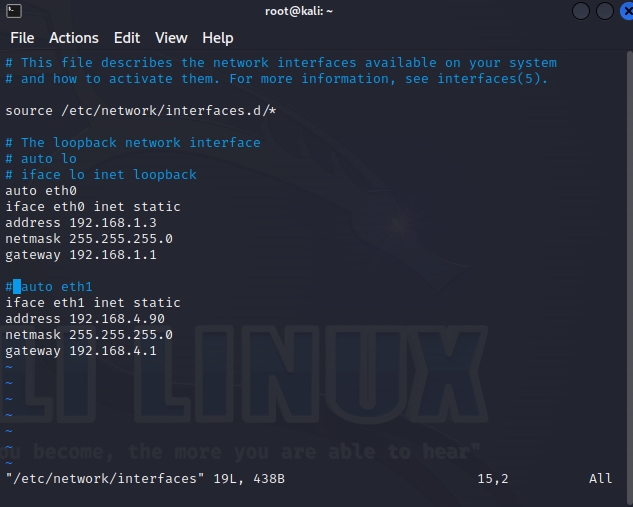 root@kali: ~
File Actions Edit View Help
# This file describes the network interfaces available on your system
# and how to activate them. For more information, see interfaces(5).
source /etc/network/interfaces.d/*
# The loopback network interface
# auto lo
# iface lo inet loopback
auto eth0
iface eth0 inet static
address 192.168.1.3
netmask 255.255.255.0
gateway 192.168.1.1
# auto eth1
iface eth1 inet static
address 192.168.4.90
netmask 255.255.255.0
gateway 192.168.4.1
~
~
~
~
~
~
~
LI LINUX
ou become, the more you are able to hear"
"/etc/network/interfaces" 19L, 438B 15,2 All